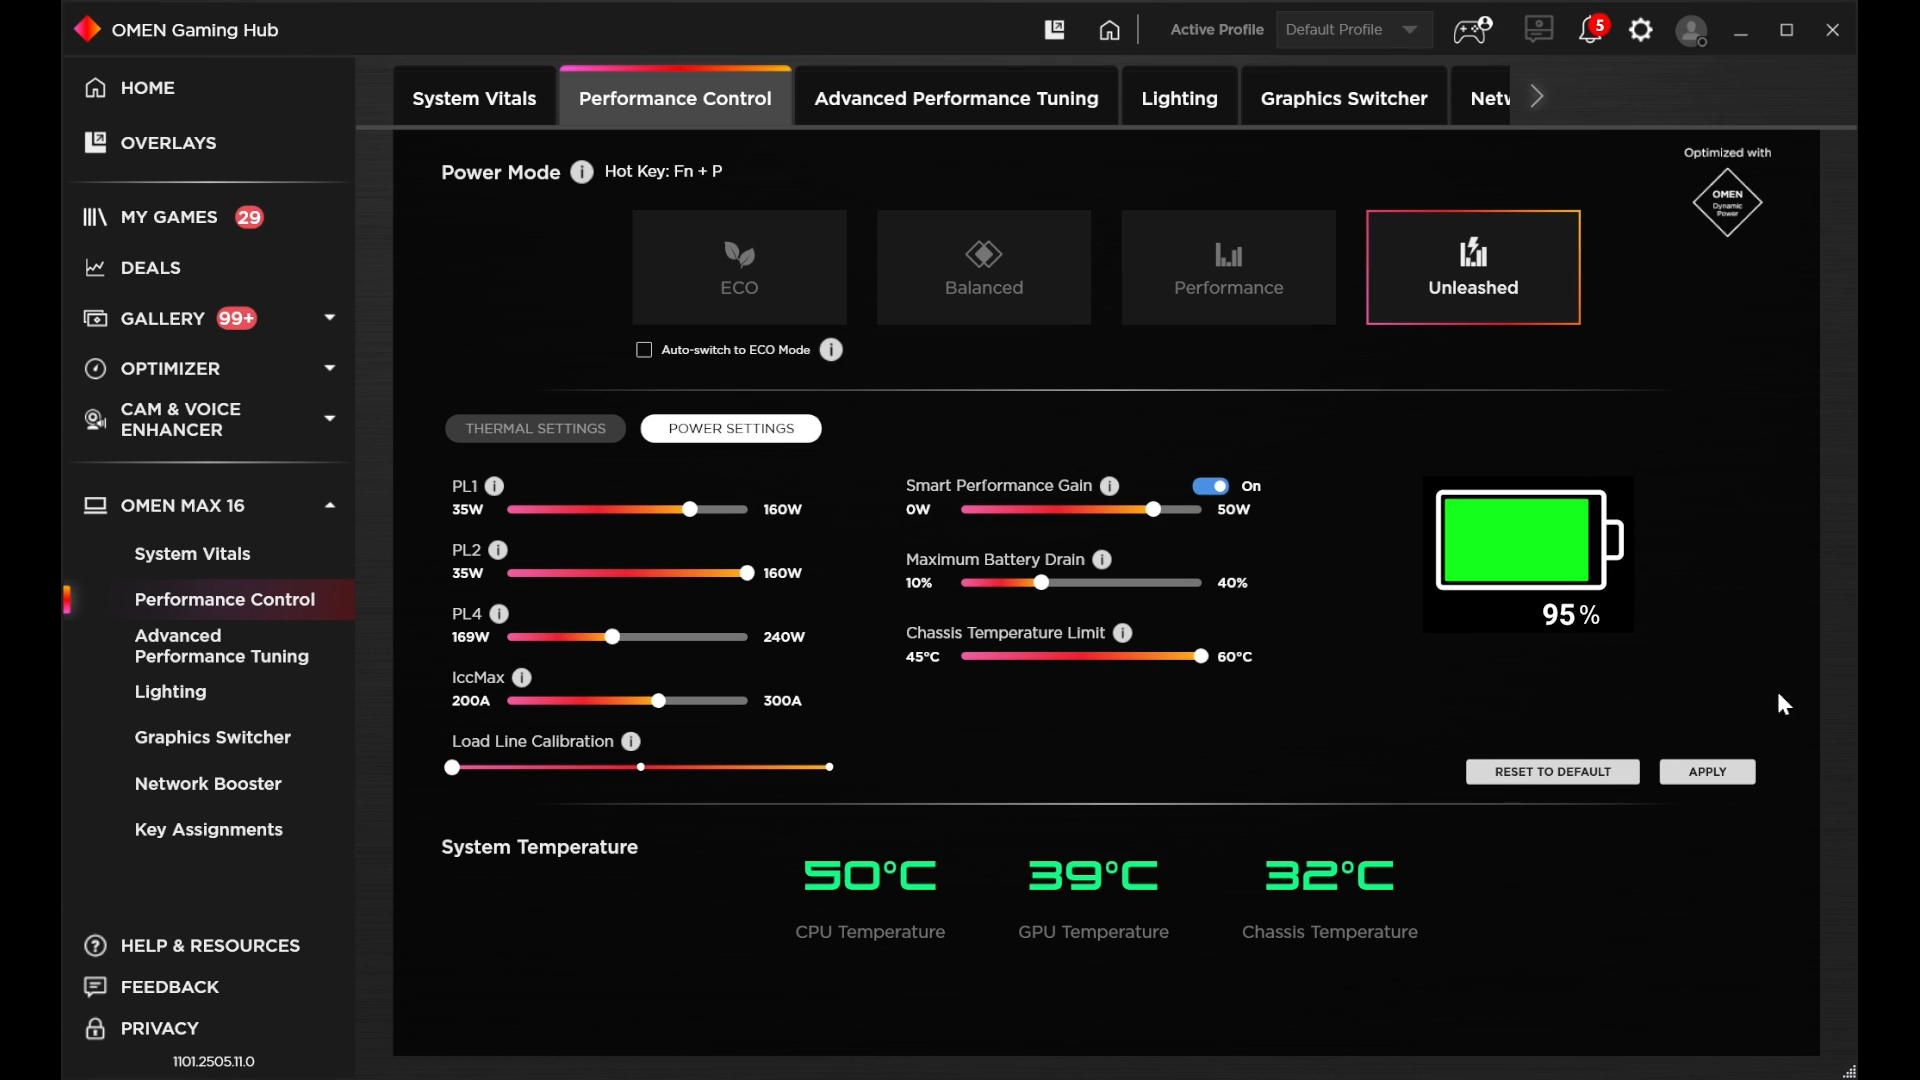 OMEN Gaming Hub
Active Profile
Default Profile
5
HOME
OVERLAYS
MY GAMES 29
DEALS
GALLERY 99+
OPTIMIZER
CAM & VOICE
ENHANCER
OMEN MAX 16
System Vitals
Performance Control
Advanced
Performance Tuning
Lighting
Graphics Switcher
Network Booster
Key Assignments
HELP & RESOURCES
FEEDBACK
PRIVACY
1101.2505.11.0
System Vitals
Performance Control
Advanced Performance Tuning
Lighting
Graphics Switcher
Netw
Power Mode i Hot Key: Fn + P
Optimized with
OMEN
Dynamic
Power
ECO
Balanced
Performance
Unleashed
Auto-switch to ECO Mode i
THERMAL SETTINGS
POWER SETTINGS
PL1 i
35W 160W
PL2 i
35W 160W
PL4 i
169W 240W
IccMax i
200A 300A
Load Line Calibration i
Smart Performance Gain i On
0W 50W
Maximum Battery Drain i
10% 40%
Chassis Temperature Limit i
45°C 60°C
95%
RESET TO DEFAULT
APPLY
System Temperature
50°C
CPU Temperature
39°C
GPU Temperature
32°C
Chassis Temperature